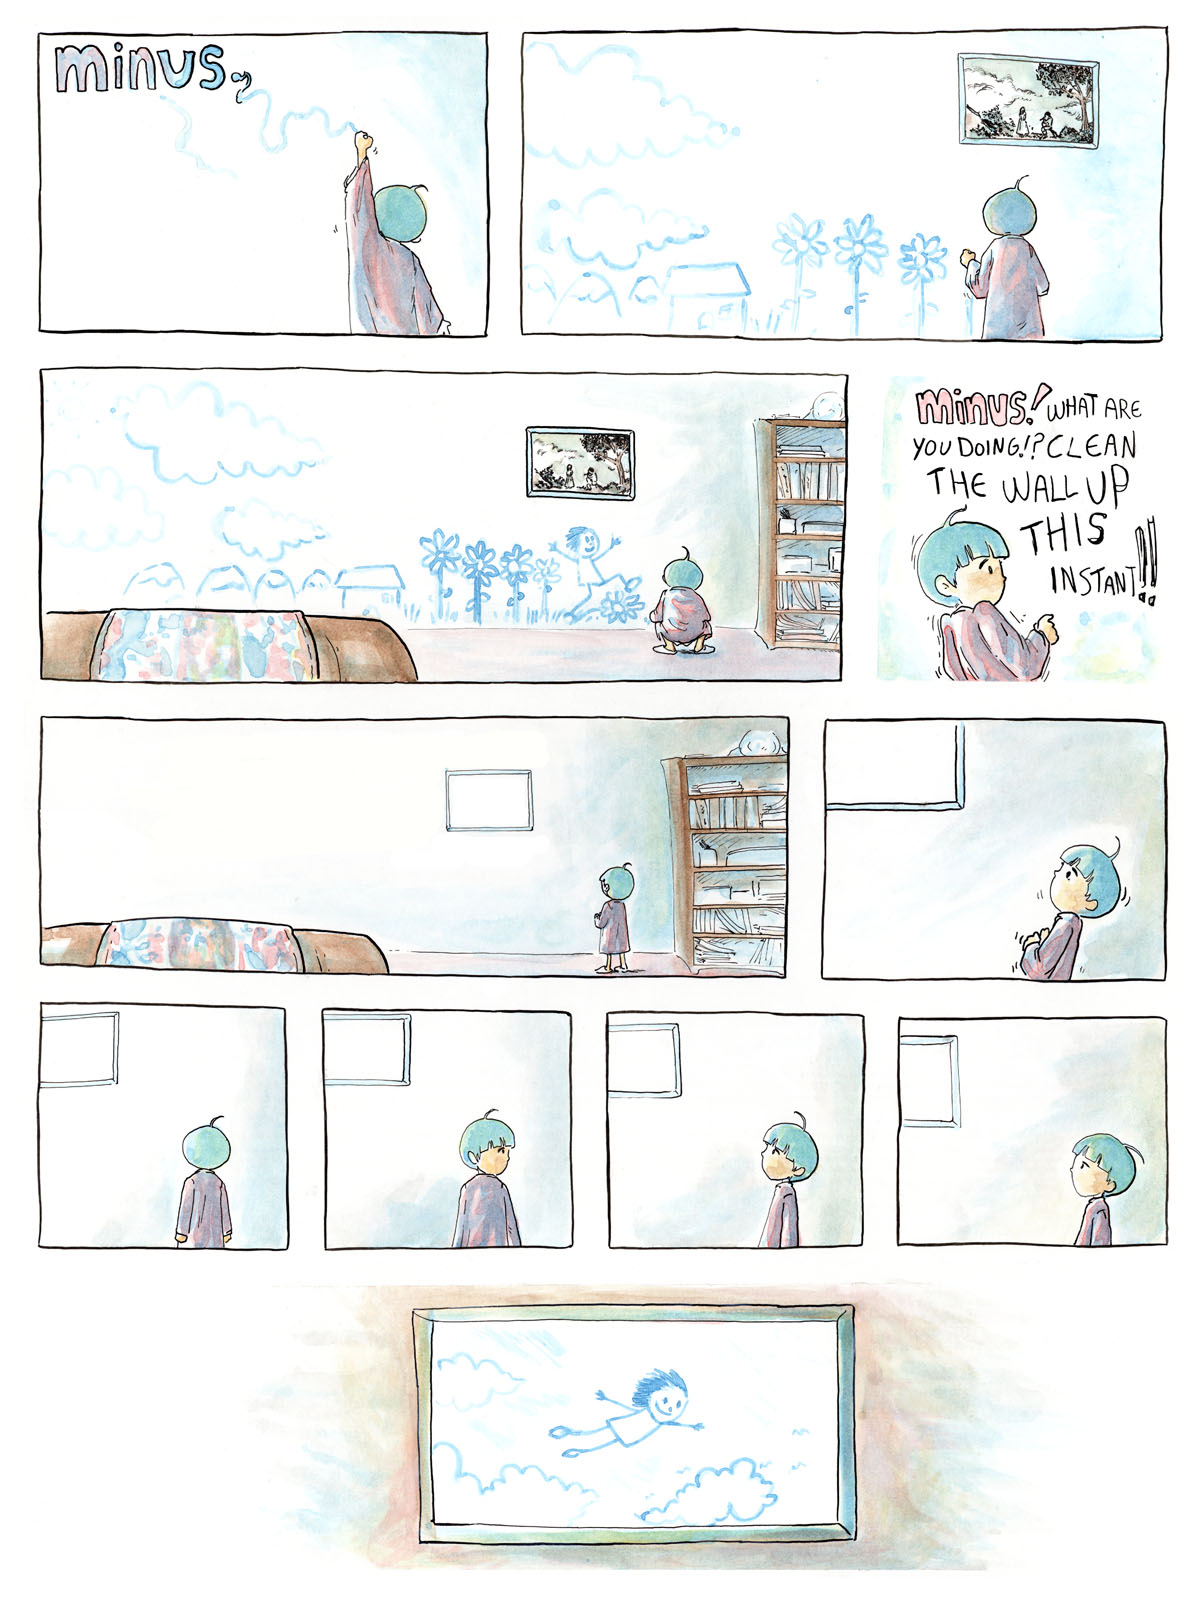 minus.
minus! WHAT ARE
YOU DOING!? CLEAN
THE WALL UP
THIS
INSTANT!!